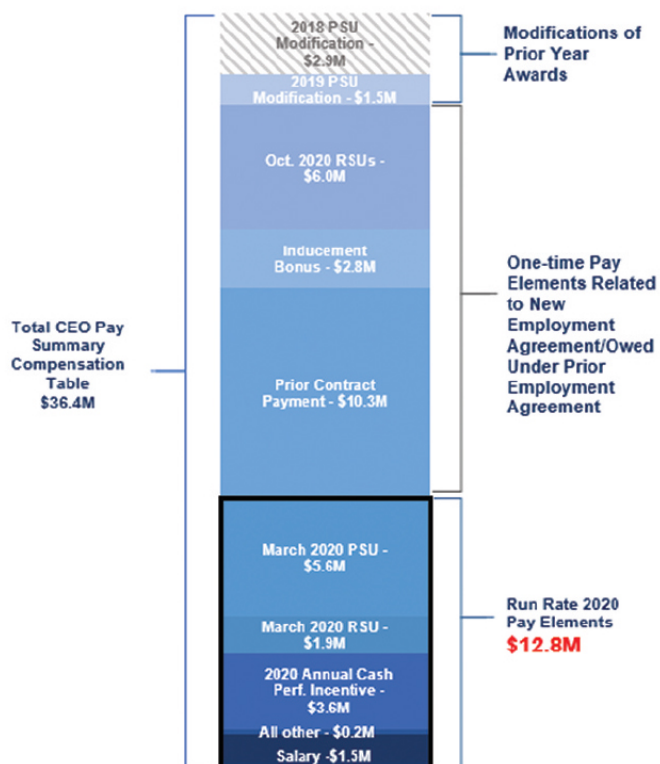 2018 PSU
Modification -
$2.9M
2019 PSU
Modification - $1.5M
Modifications of
Prior Year
Awards
Oct. 2020 RSUs -
$6.0M
Inducement
Bonus - $2.8M
Prior Contract
Payment - $10.3M
One-time Pay
Elements Related
to New
Employment
Agreement/Owed
Under Prior
Employment
Agreement
Total CEO Pay
Summary
Compensation
Table
$36.4M
March 2020 PSU -
$5.6M
March 2020 RSU -
$1.9M
2020 Annual Cash
Perf. Incentive -
$3.6M
All other - $0.2M
Salary -$1.5M
Run Rate 2020
Pay Elements
$12.8M